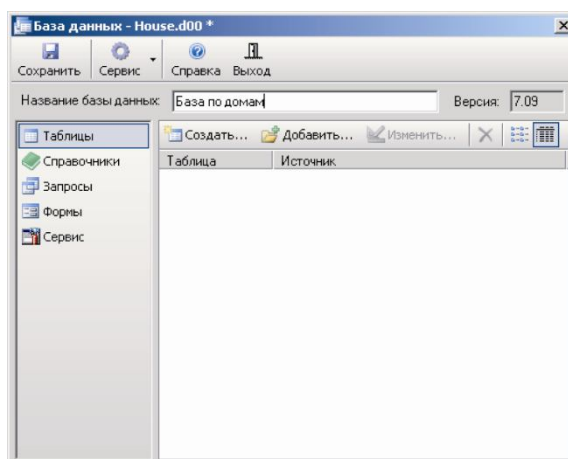 База данных - House.d00 *
Сохранить Сервис Справка Выход
Название базы данных: База по домам Версия: 7.09
Таблицы Создать... Добавить... Изменить...
Справочники Таблица Источник
Запросы
Формы
Сервис